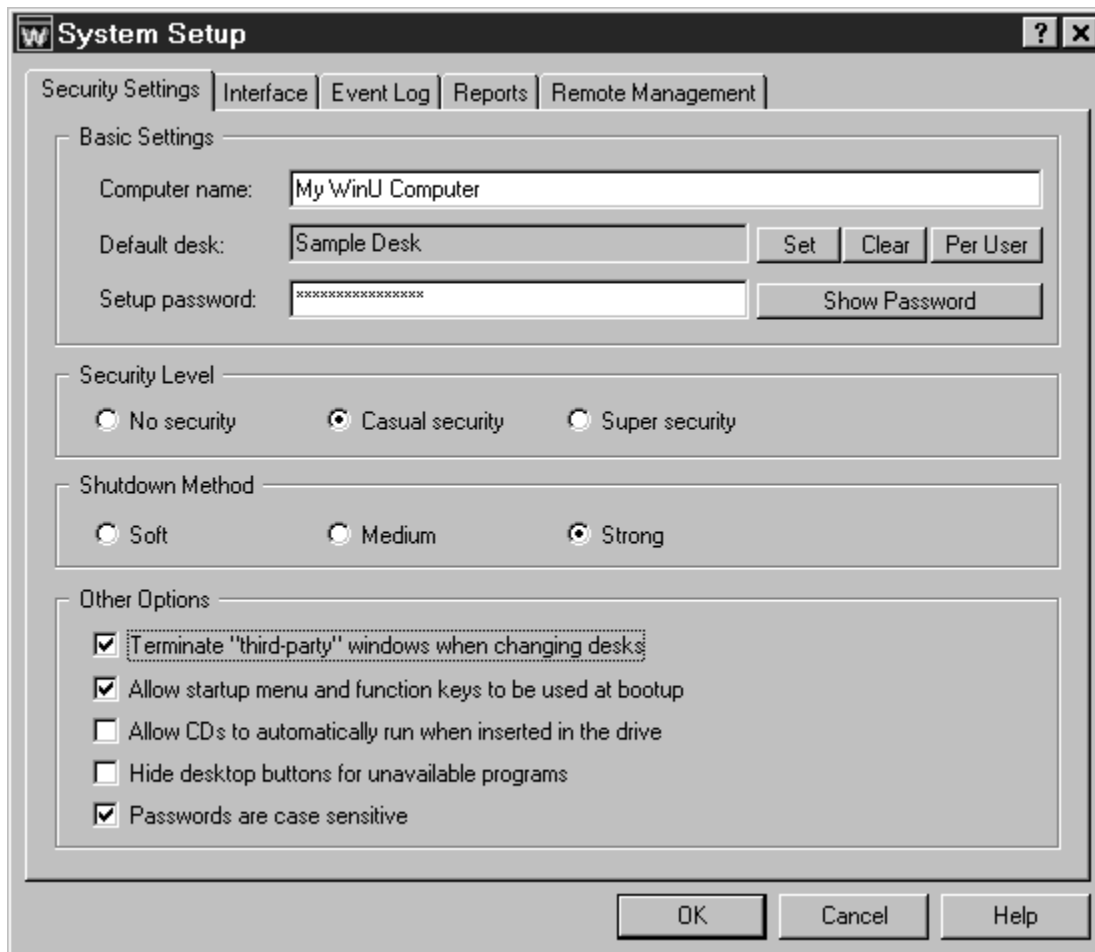 System Setup
Security Settings Interface Event Log Reports Remote Management
Basic Settings
Computer name: My WinU Computer
Default desk: Sample Desk Set Clear Per User
Setup password: **************** Show Password
Security Level
No security Casual security Super security
Shutdown Method
Soft Medium Strong
Other Options
Terminate "third-party" windows when changing desks
Allow startup menu and function keys to be used at bootup
Allow CDs to automatically run when inserted in the drive
Hide desktop buttons for unavailable programs
Passwords are case sensitive
OK Cancel Help